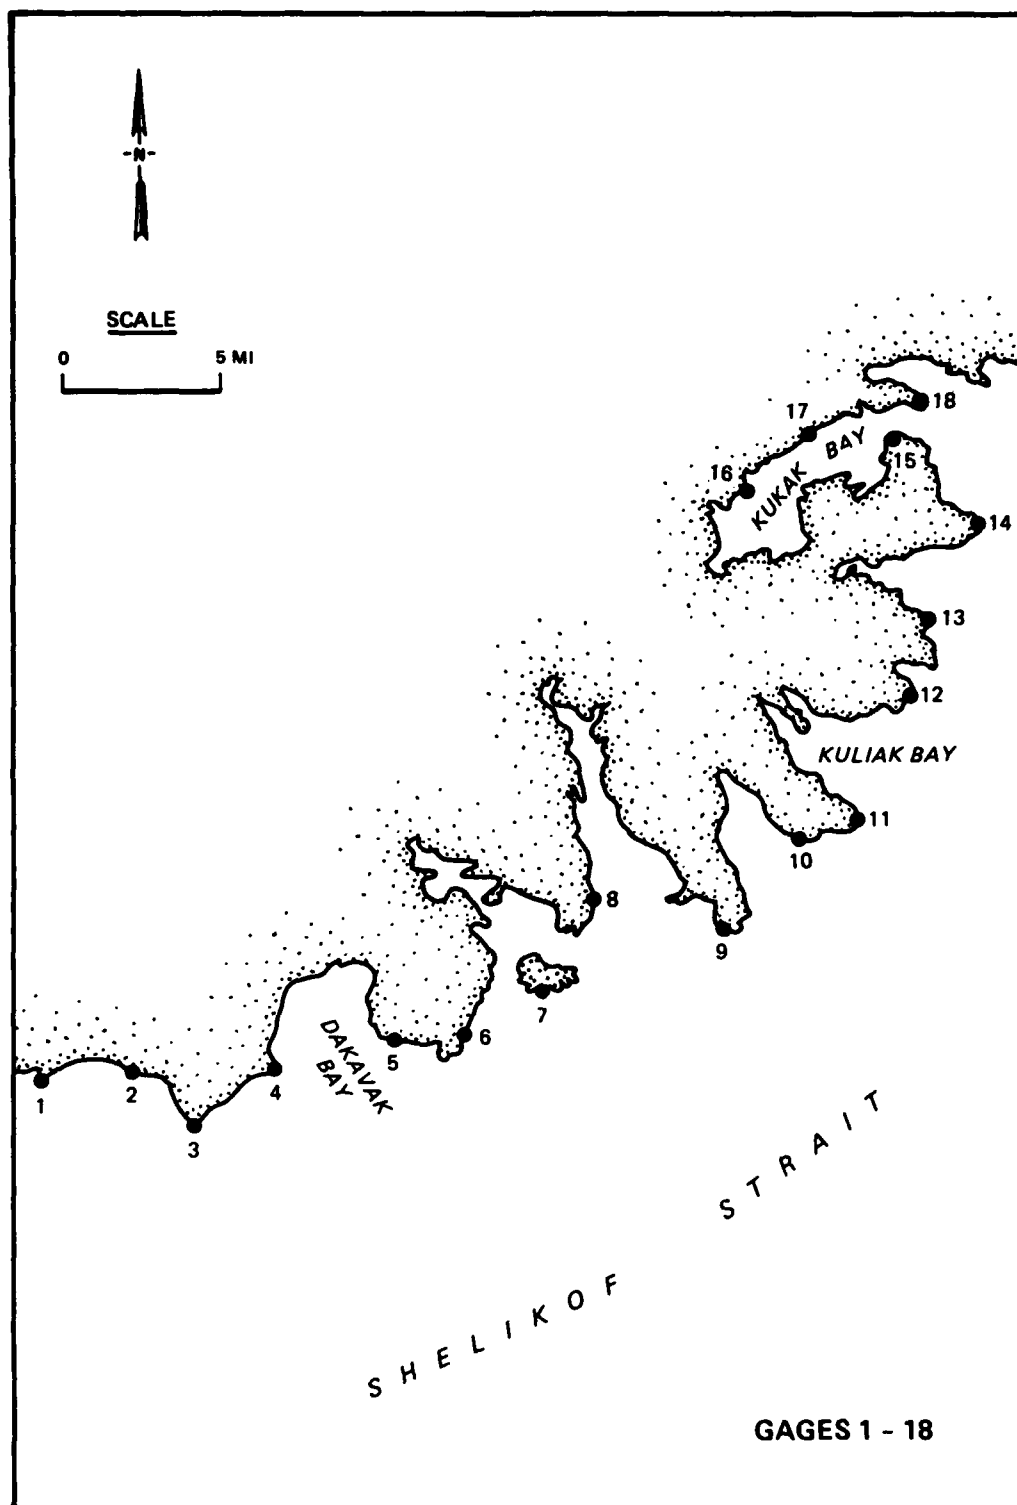 N
SCALE
0 5 MI
18
17
KUKAK BAY
15
16
14
13
12
KULIAK BAY
11
10
8
9
7
6
5
DAKAVAK
BAY
4
2
1
3
SHELIKOF STRAIT
GAGES 1 - 18